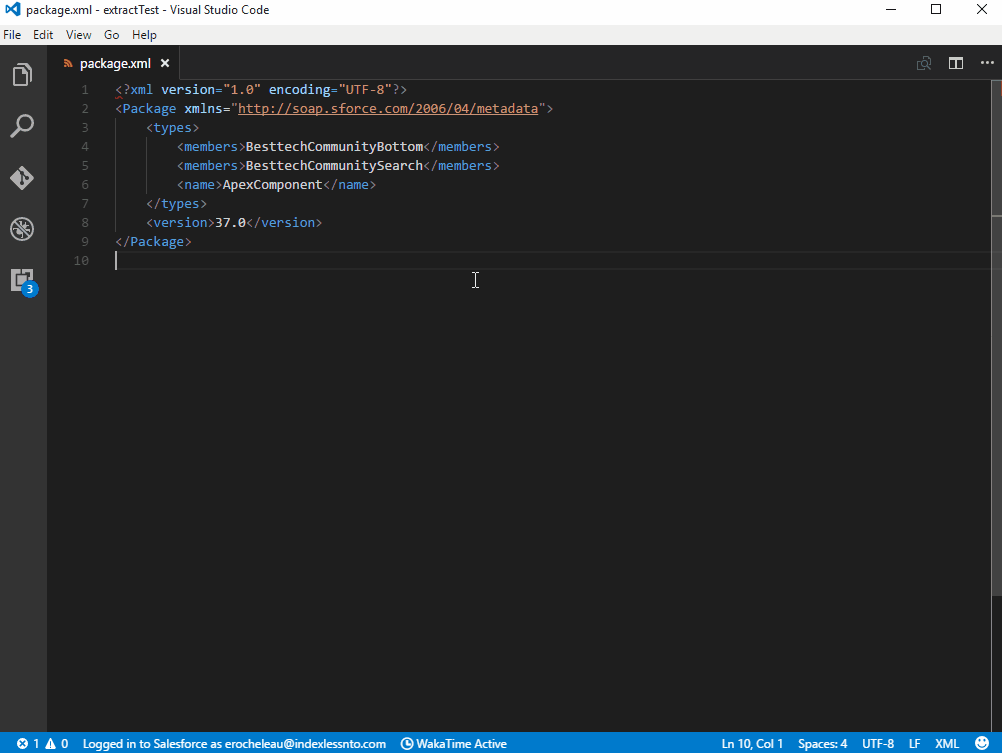 package.xml - extractTest - Visual Studio Code
File Edit View Go Help
package.xml
1 <?xml version="1.0" encoding="UTF-8"?>
2 <Package xmlns="http://soap.sforce.com/2006/04/metadata">
3 <types>
4 <members>BesttechCommunityBottom</members>
5 <members>BesttechCommunitySearch</members>
6 <name>ApexComponent</name>
7 </types>
8 <version>37.0</version>
9 </Package>
10
3
1 0 Logged in to Salesforce as erocheleau@indexlessnto.com WakaTime Active Ln 10, Col 1 Spaces: 4 UTF-8 LF XML